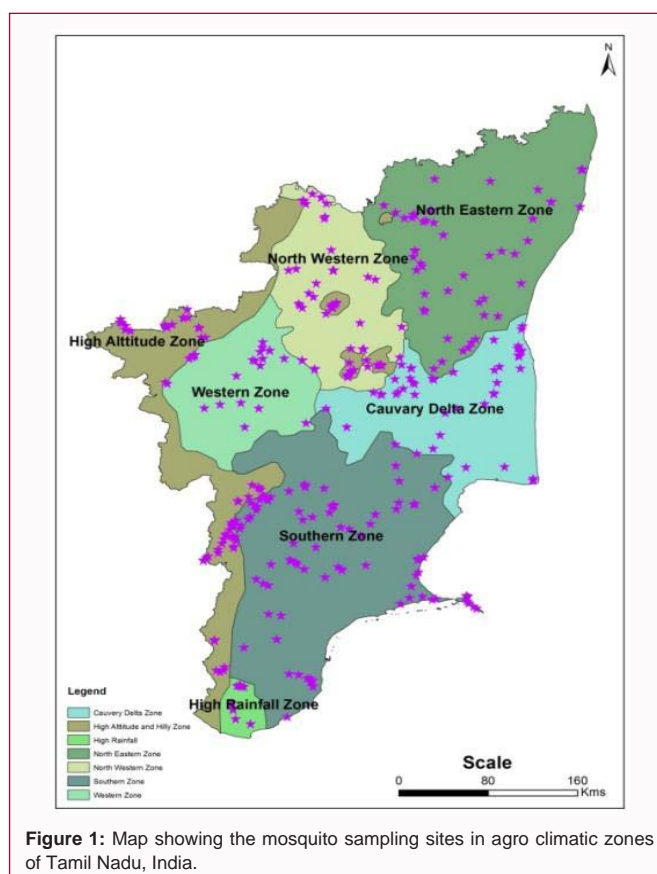 N
North Eastern Zone
North Western Zone
High Alttitude Zone
Western Zone
Cauvary Delta Zone
Southern Zone
High Rainfall Zone
Legend
Cauvery Delta Zone
High Altitude and Hilly Zone
High Rainfall
North Eastern Zone
North Western Zone
Southern Zone
Western Zone
Scale
0 80 160
Kms
Figure 1: Map showing the mosquito sampling sites in agro climatic zones
of Tamil Nadu, India.